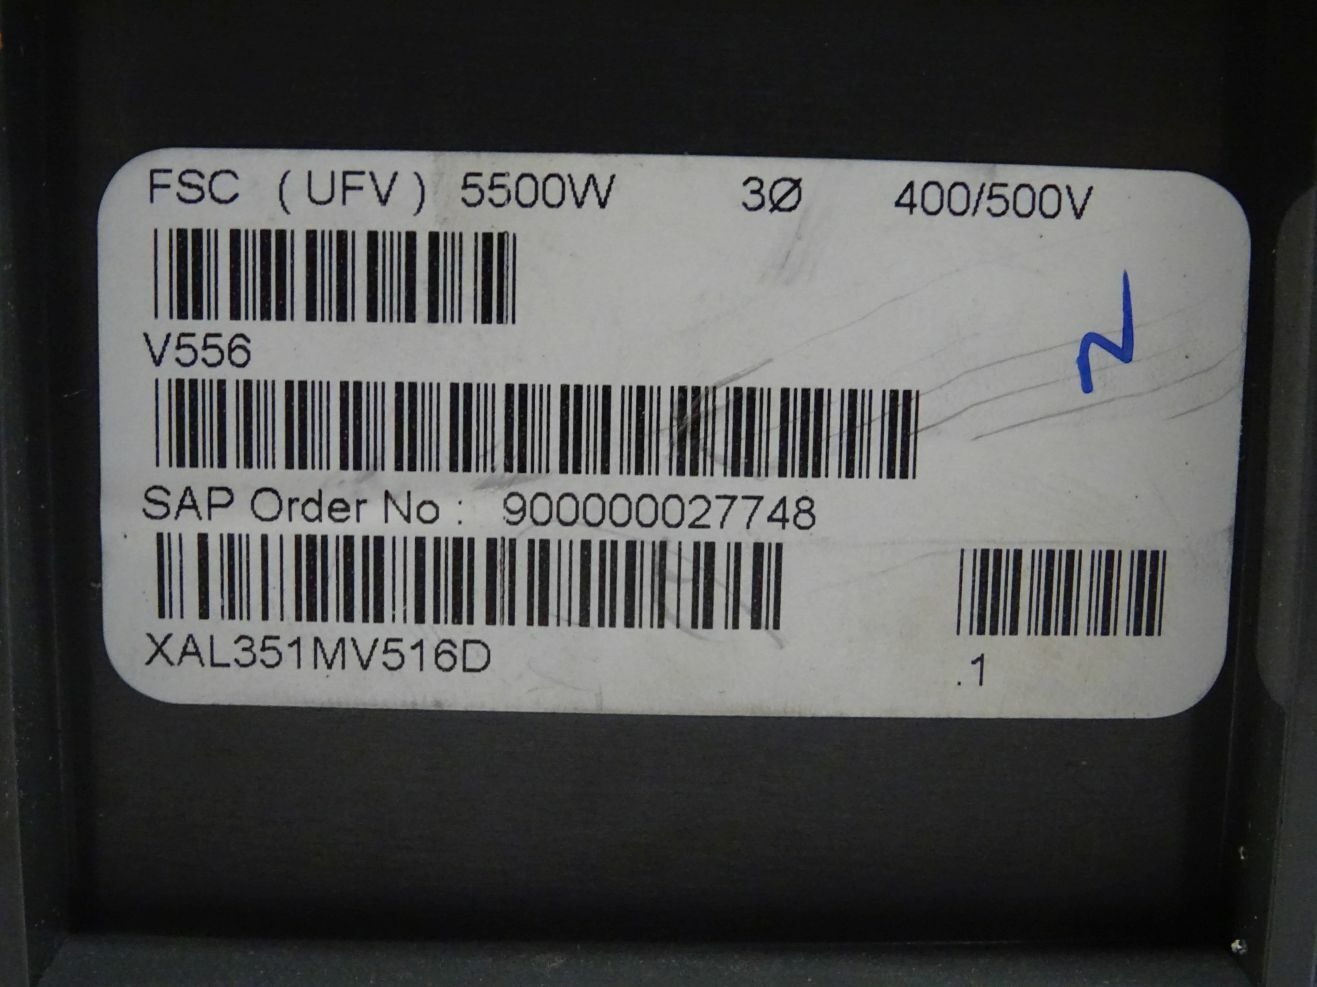 FSC (UFV) 5500W 3Ø 400/500V
V556
SAP Order No : 900000027748
XAL351MV516D
.1